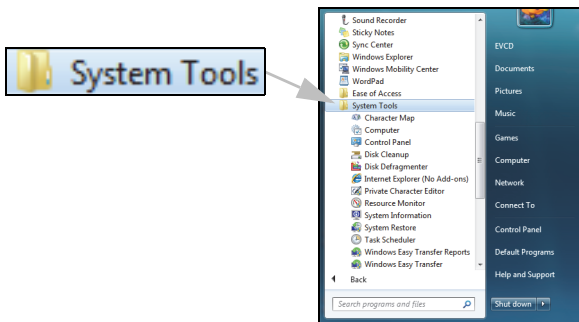 System Tools
Sound Recorder
Sticky Notes
Sync Center
Windows Explorer
Windows Mobility Center
WordPad
Ease of Access
System Tools
Character Map
Computer
Control Panel
Disk Cleanup
Disk Defragmenter
Internet Explorer (No Add-ons)
Private Character Editor
Resource Monitor
System Information
System Restore
Task Scheduler
Windows Easy Transfer Reports
Windows Easy Transfer
Back
Search programs and files
EVCD
Documents
Pictures
Music
Games
Computer
Network
Connect To
Control Panel
Default Programs
Help and Support
Shut down